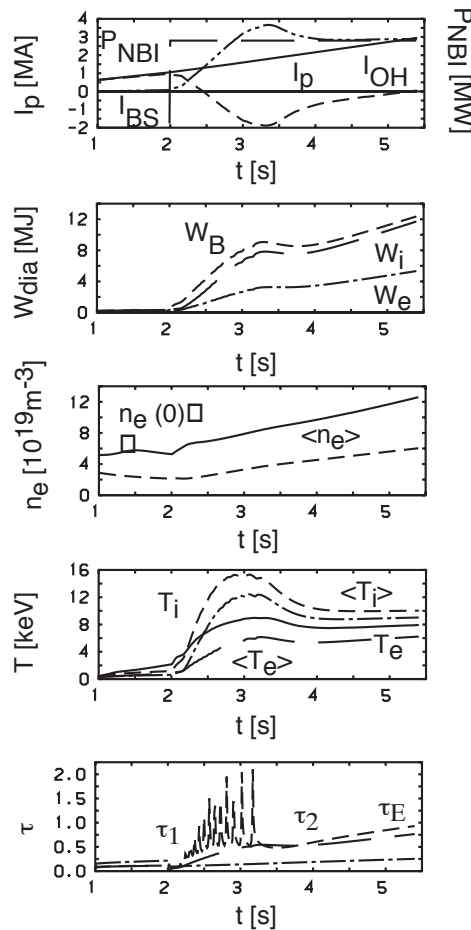 I_p [MA]
4
3
2
1
0
-1
-2
P_NBI
I_p
I_OH
I_BS
P_NBI [MW]
1 2 3 4 5
t [s]
W_dia [MJ]
12
8
4
0
W_B
W_i
W_e
1 2 3 4 5
t [s]
n_e [10^19m^-3]
12
8
4
0
n_e (0)
<n_e>
1 2 3 4 5
t [s]
T [keV]
16
12
8
4
0
T_i
<T_i>
<T_e>
T_e
1 2 3 4 5
t [s]
τ
2.0
1.5
1.0
0.5
0.0
τ_1
τ_2
τ_E
1 2 3 4 5
t [s]